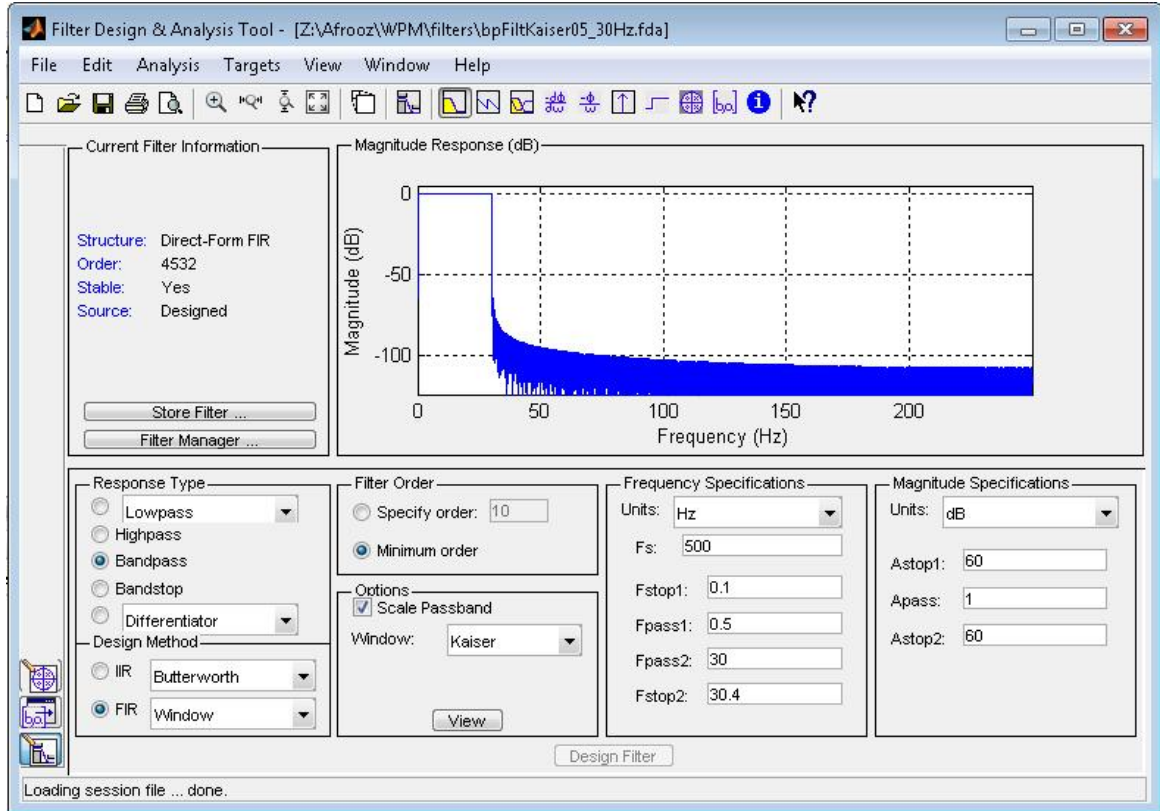 Filter Design & Analysis Tool - [Z:\Afrooz\WPM\filters\bpFiltKaiser05_30Hz.fda]
File Edit Analysis Targets View Window Help
Current Filter Information
Structure: Direct-Form FIR
Order: 4532
Stable: Yes
Source: Designed
Store Filter ...
Filter Manager ...
Magnitude Response (dB)
Magnitude (dB)
0
-50
-100
0 50 100 150 200
Frequency (Hz)
Response Type
Lowpass
Highpass
Bandpass
Bandstop
Differentiator
Design Method
IIR Butterworth
FIR Window
Filter Order
Specify order: 10
Minimum order
Options
Scale Passband
Window: Kaiser
View
Frequency Specifications
Units: Hz
Fs: 500
Fstop1: 0.1
Fpass1: 0.5
Fpass2: 30
Fstop2: 30.4
Magnitude Specifications
Units: dB
Astop1: 60
Apass: 1
Astop2: 60
Design Filter
Loading session file ... done.